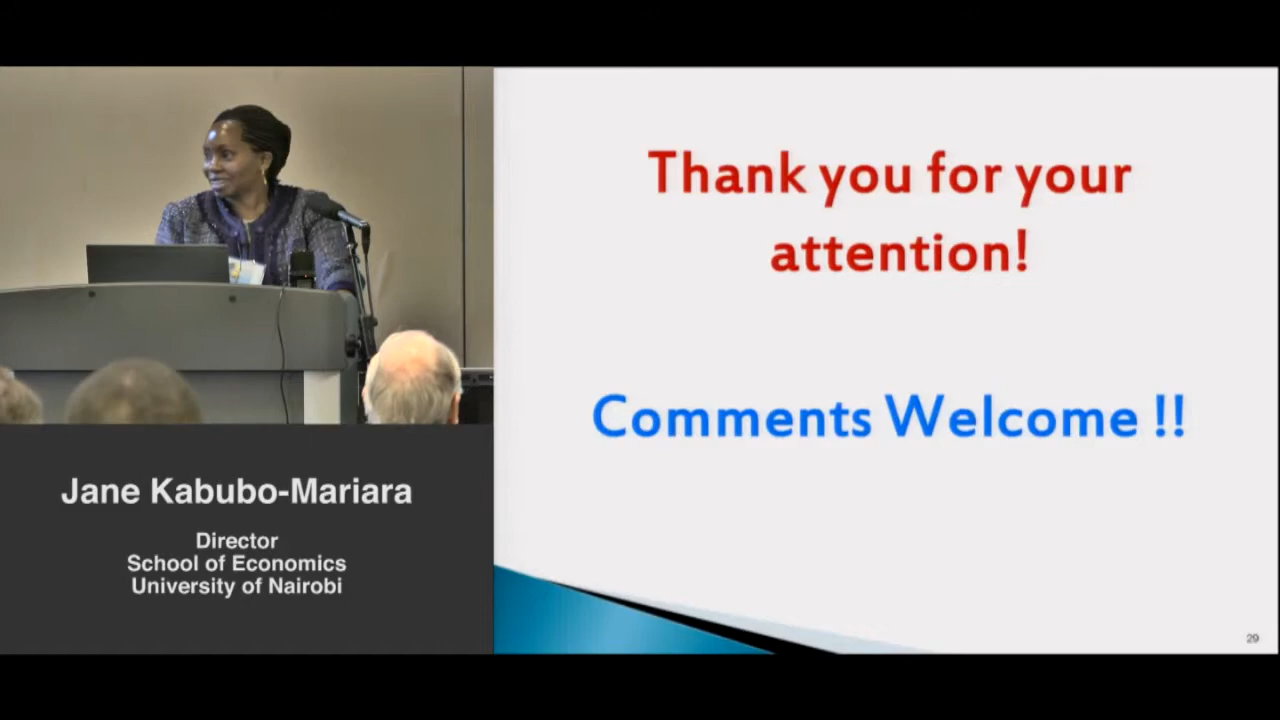 Thank you for your
attention!
Comments Welcome !!
Jane Kabubo-Mariara
Director
School of Economics
University of Nairobi
29